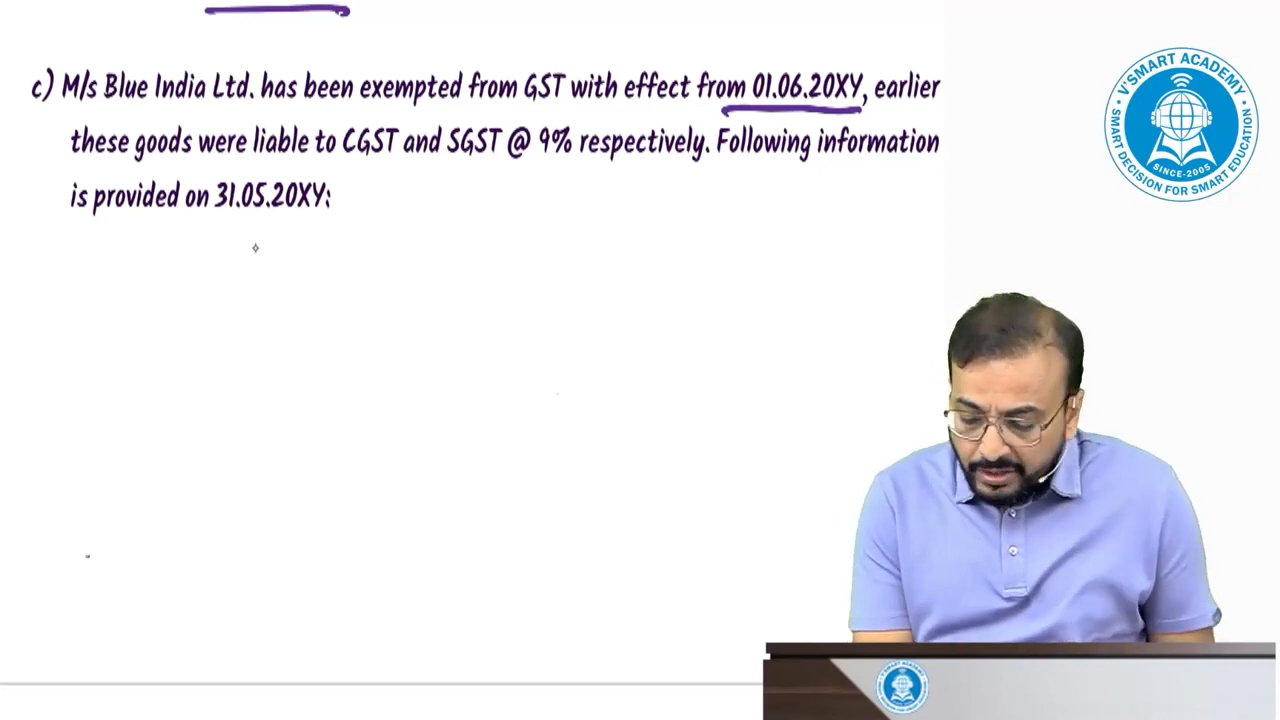 c) M/s Blue India Ltd. has been exempted from GST with effect from 01.06.20XY, earlier
these goods were liable to CGST and SGST @ 9% respectively. Following information
is provided on 31.05.20XY:
V'SMART ACADEMY
SMART DECISION FOR SMART EDUCATION
SINCE-2005